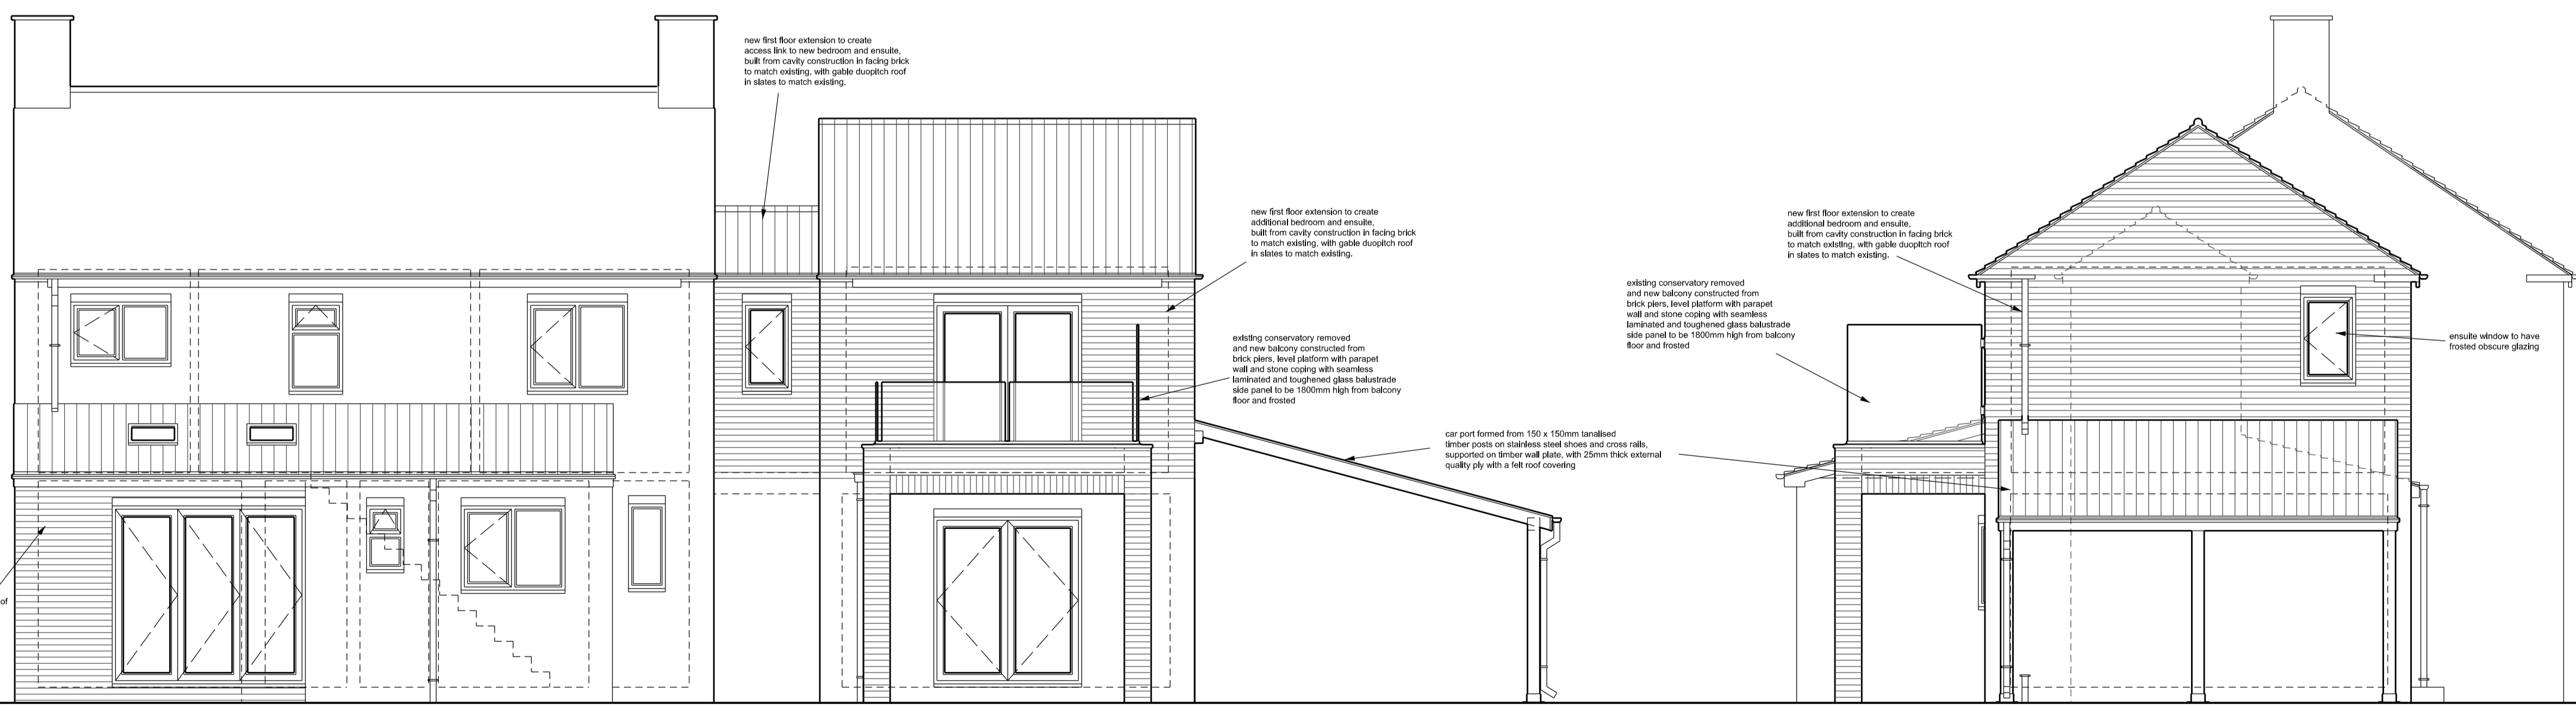 new first floor extension to create
access link to new bedroom and ensuite,
built from cavity construction in facing brick
to match existing, with gable duopitch roof
in slates to match existing.
new first floor extension to create
additional bedroom and ensuite,
built from cavity construction in facing brick
to match existing, with gable duopitch roof
in slates to match existing.
existing conservatory removed
and new balcony constructed from
brick piers, level platform with parapet
wall and stone coping with seamless
laminated and toughened glass balustrade
side panel to be 1800mm high from balcony
floor and frosted
car port formed from 150 x 150mm tanalised
timber posts on stainless steel shoes and cross rails,
supported on timber wall plate, with 25mm thick external
quality ply with a felt roof covering
of
new first floor extension to create
additional bedroom and ensuite,
built from cavity construction in facing brick
to match existing, with gable duopitch roof
in slates to match existing.
existing conservatory removed
and new balcony constructed from
brick piers, level platform with parapet
wall and stone coping with seamless
laminated and toughened glass balustrade
side panel to be 1800mm high from balcony
floor and frosted
ensuite window to have
frosted obscure glazing